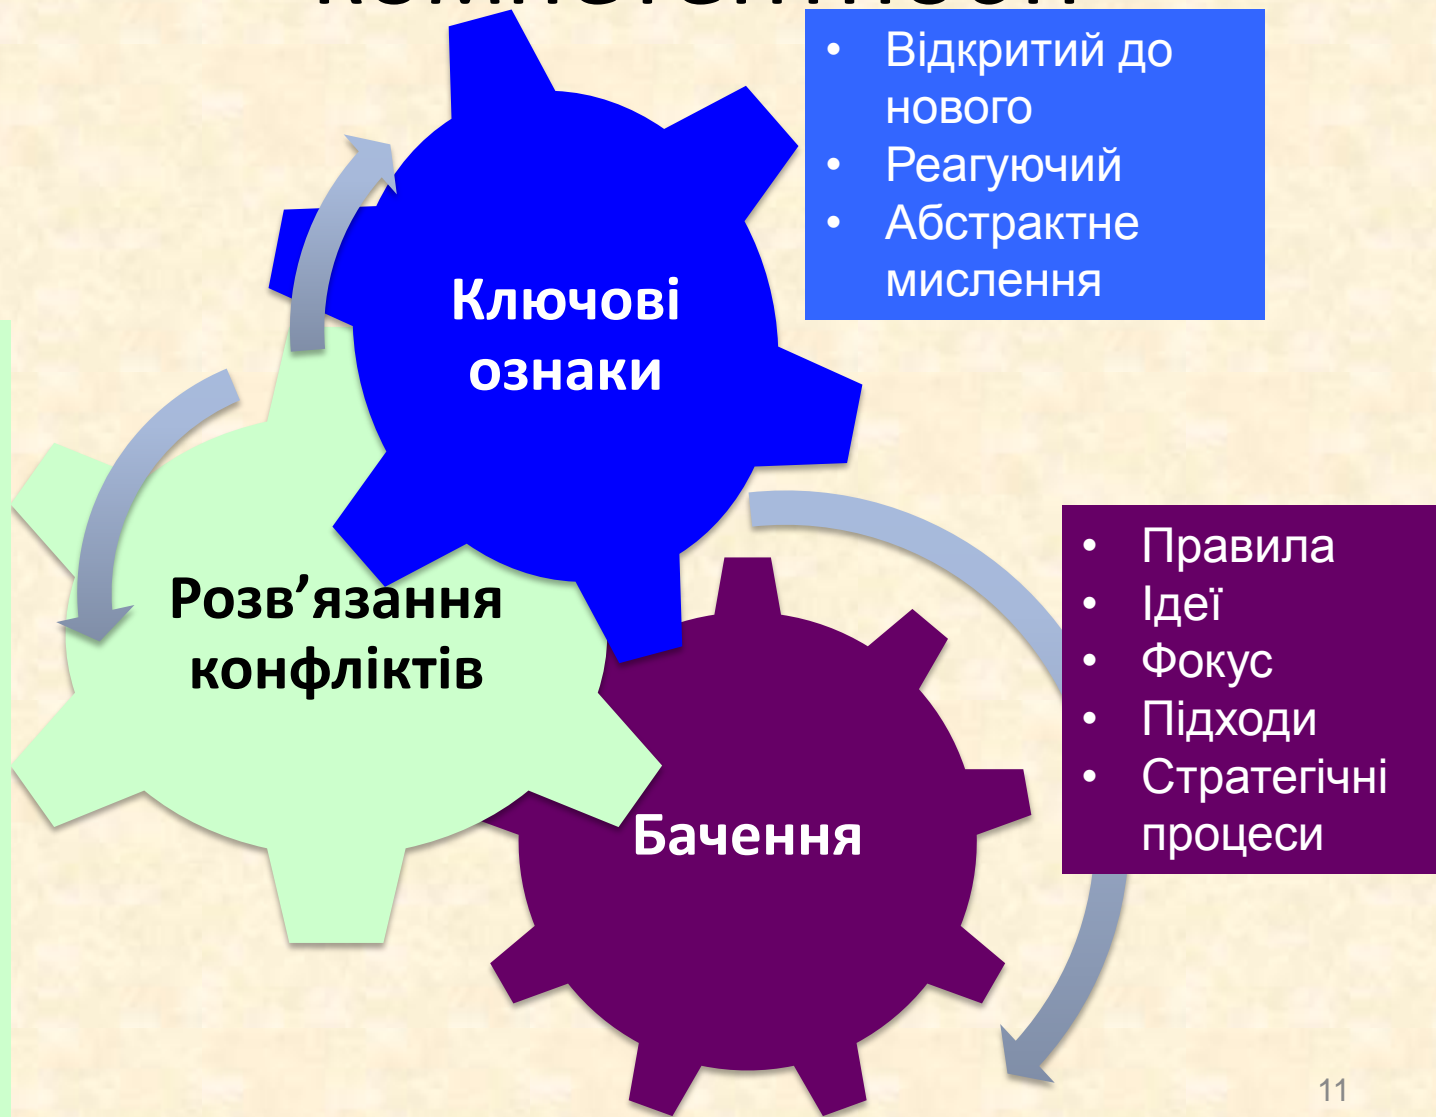 Відкритий до
нового
Реагуючий
Абстрактне
мислення
Ключові
ознаки
Розв’язання
конфліктів
Правила
Ідеї
Фокус
Підходи
Стратегічні
процеси
Бачення
11